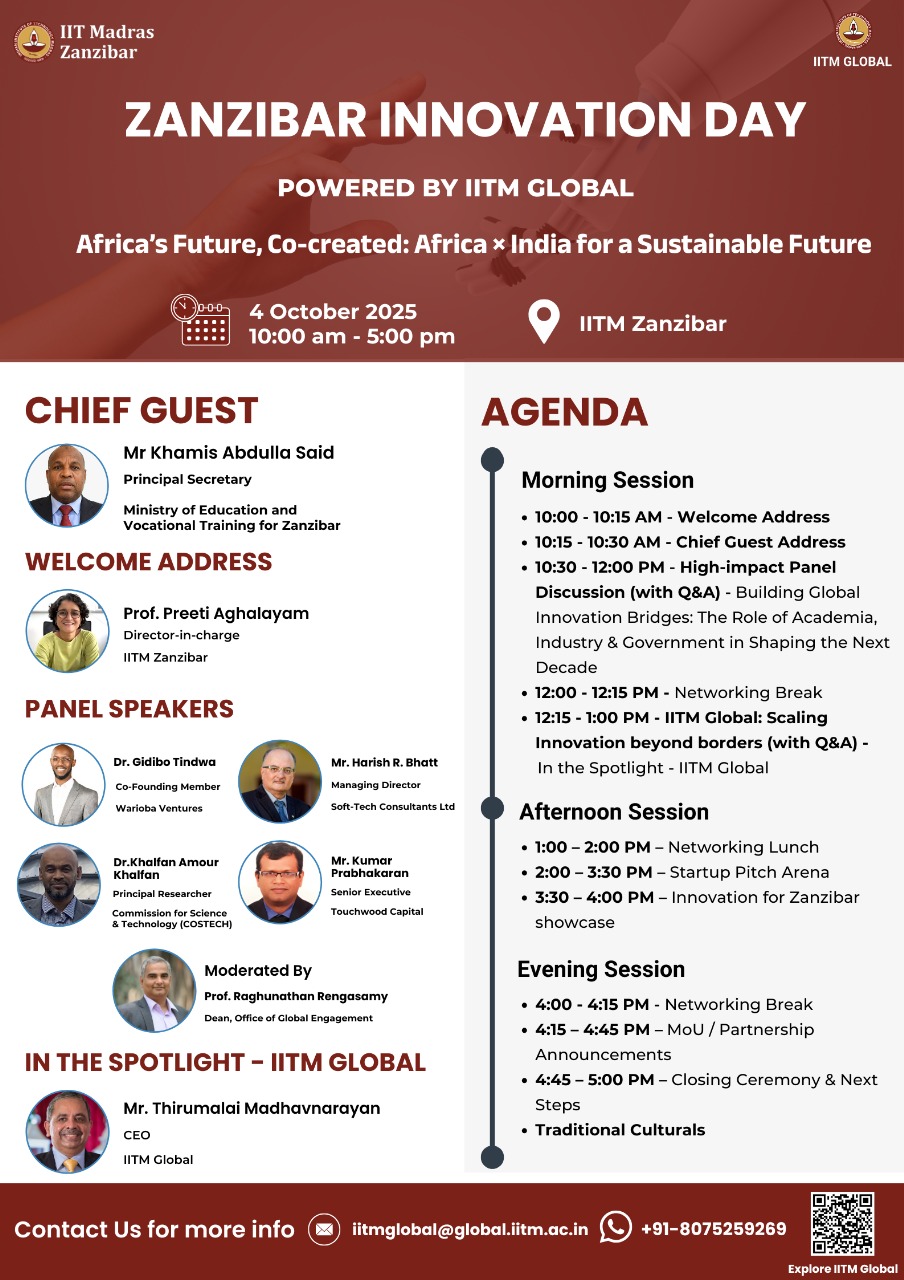 IIT Madras
Zanzibar
IITM GLOBAL
ZANZIBAR INNOVATION DAY
POWERED BY IITM GLOBAL
Africa's Future, Co-created: Africa × India for a Sustainable Future
4 October 2025
10:00 am - 5:00 pm
IITM Zanzibar
CHIEF GUEST
Mr Khamis Abdulla Said
Principal Secretary
Ministry of Education and
Vocational Training for Zanzibar
WELCOME ADDRESS
Prof. Preeti Aghalayam
Director-in-charge
IITM Zanzibar
PANEL SPEAKERS
Dr. Gidibo Tindwa
Co-Founding Member
Warioba Ventures
Mr. Harish R. Bhatt
Managing Director
Soft-Tech Consultants Ltd
Dr.Khalfan Amour
Khalfan
Principal Researcher
Commission for Science
& Technology (COSTECH)
Mr. Kumar
Prabhakaran
Senior Executive
Touchwood Capital
Moderated By
Prof. Raghunathan Rengasamy
Dean, Office of Global Engagement
IN THE SPOTLIGHT - IITM GLOBAL
Mr. Thirumalai Madhavnarayan
CEO
IITM Global
AGENDA
Morning Session
• 10:00 - 10:15 AM - Welcome Address
• 10:15 - 10:30 AM - Chief Guest Address
• 10:30 - 12:00 PM - High-impact Panel
Discussion (with Q&A) - Building Global
Innovation Bridges: The Role of Academia,
Industry & Government in Shaping the Next
Decade
• 12:00 - 12:15 PM - Networking Break
• 12:15 - 1:00 PM - IITM Global: Scaling
Innovation beyond borders (with Q&A) -
In the Spotlight - IITM Global
Afternoon Session
• 1:00 – 2:00 PM – Networking Lunch
• 2:00 – 3:30 PM – Startup Pitch Arena
• 3:30 – 4:00 PM – Innovation for Zanzibar
showcase
Evening Session
• 4:00 - 4:15 PM - Networking Break
• 4:15 – 4:45 PM – MoU / Partnership
Announcements
• 4:45 – 5:00 PM – Closing Ceremony & Next
Steps
• Traditional Culturals
Contact Us for more info
iitmglobal@global.iitm.ac.in
+91-8075259269
Explore IITM Global